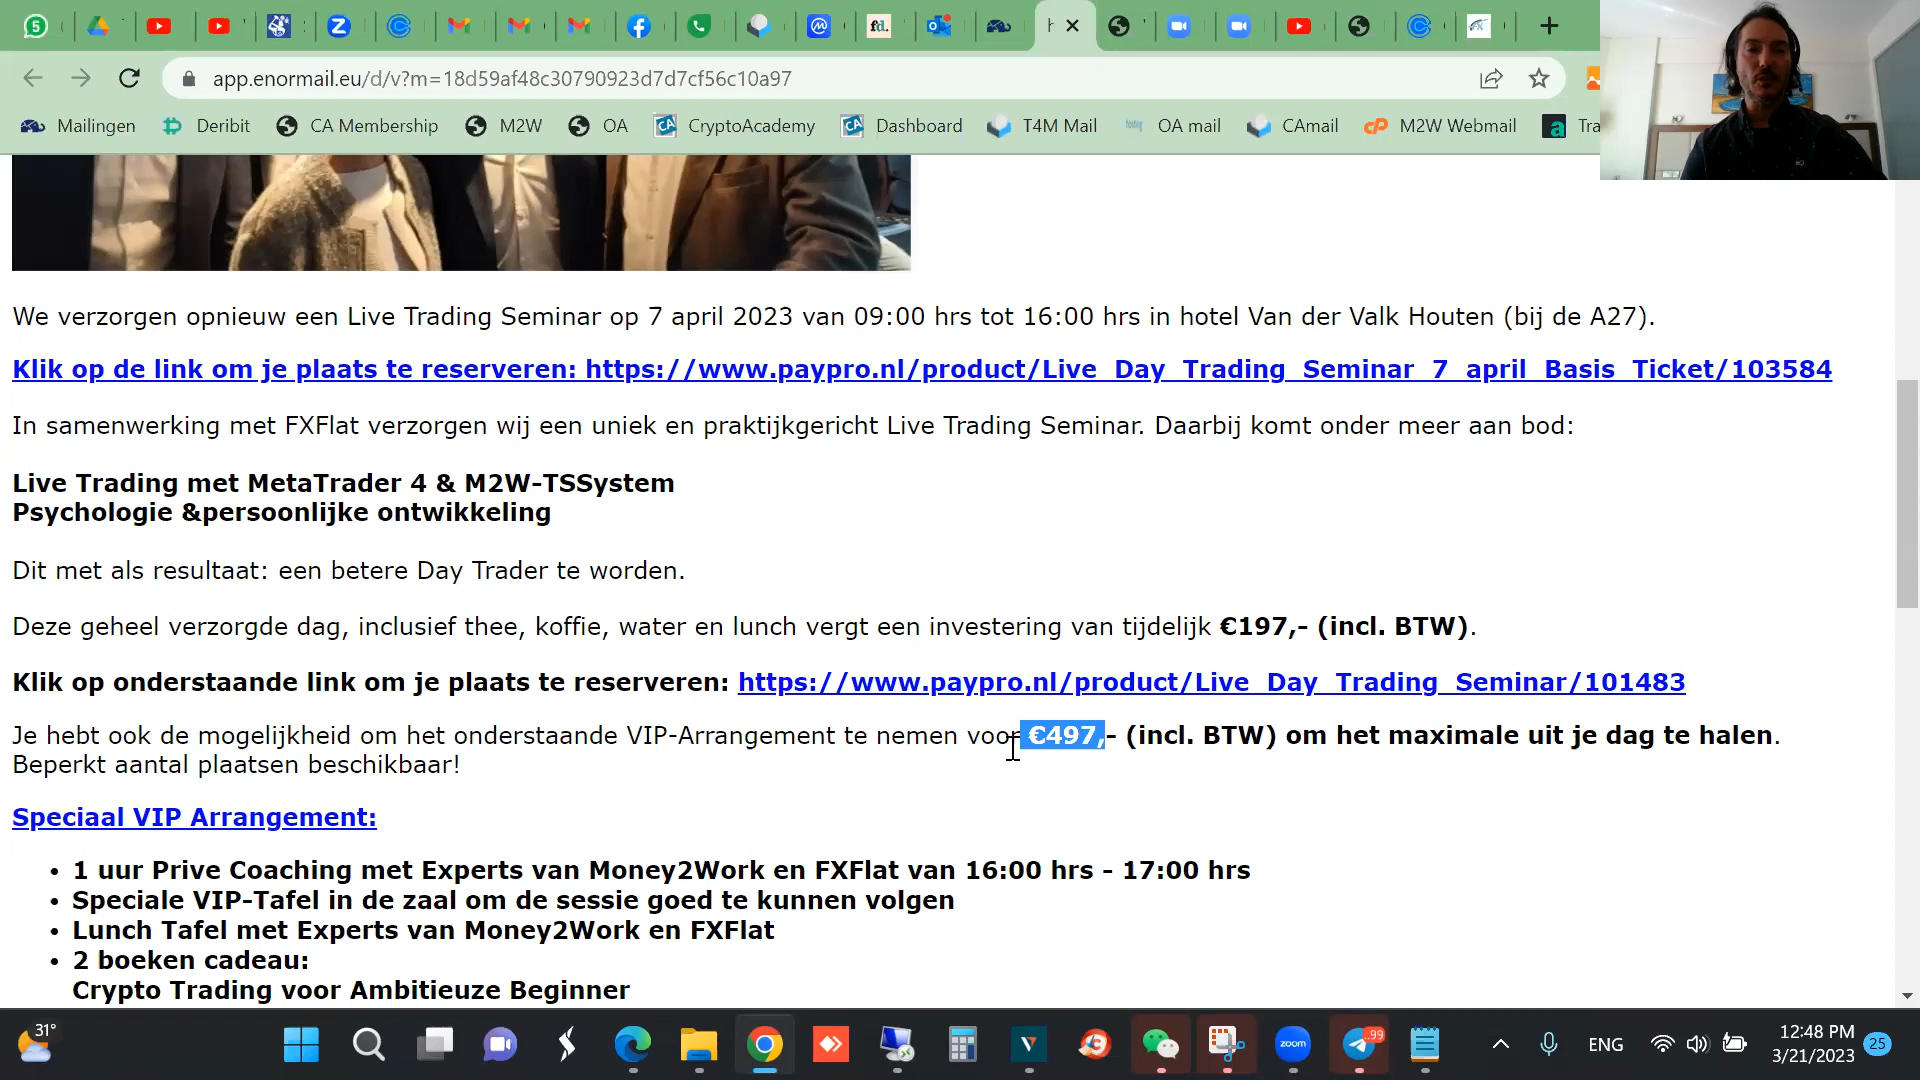 5
fd.
app.enormail.eu/d/v?m=18d59af48c30790923d7d7cf56c10a97
Mailingen Deribit CA Membership M2W OA CryptoAcademy Dashboard T4M Mail OA mail CAmail M2W Webmail Tra
We verzorgen opnieuw een Live Trading Seminar op 7 april 2023 van 09:00 hrs tot 16:00 hrs in hotel Van der Valk Houten (bij de A27).
Klik op de link om je plaats te reserveren: https://www.paypro.nl/product/Live_Day_Trading_Seminar_7_april_Basis_Ticket/103584
In samenwerking met FXFlat verzorgen wij een uniek en praktijkgericht Live Trading Seminar. Daarbij komt onder meer aan bod:
Live Trading met MetaTrader 4 & M2W-TSSystem
Psychologie &persoonlijke ontwikkeling
Dit met als resultaat: een betere Day Trader te worden.
Deze geheel verzorgde dag, inclusief thee, koffie, water en lunch vergt een investering van tijdelijk €197,- (incl. BTW).
Klik op onderstaande link om je plaats te reserveren: https://www.paypro.nl/product/Live_Day_Trading_Seminar/101483
Je hebt ook de mogelijkheid om het onderstaande VIP-Arrangement te nemen voor €497,- (incl. BTW) om het maximale uit je dag te halen.
Beperkt aantal plaatsen beschikbaar!
Speciaal VIP Arrangement:
• 1 uur Prive Coaching met Experts van Money2Work en FXFlat van 16:00 hrs - 17:00 hrs
• Speciale VIP-Tafel in de zaal om de sessie goed te kunnen volgen
• Lunch Tafel met Experts van Money2Work en FXFlat
• 2 boeken cadeau:
Crypto Trading voor Ambitieuze Beginner
31°
zoom
99
ENG
12:48 PM
3/21/2023
25